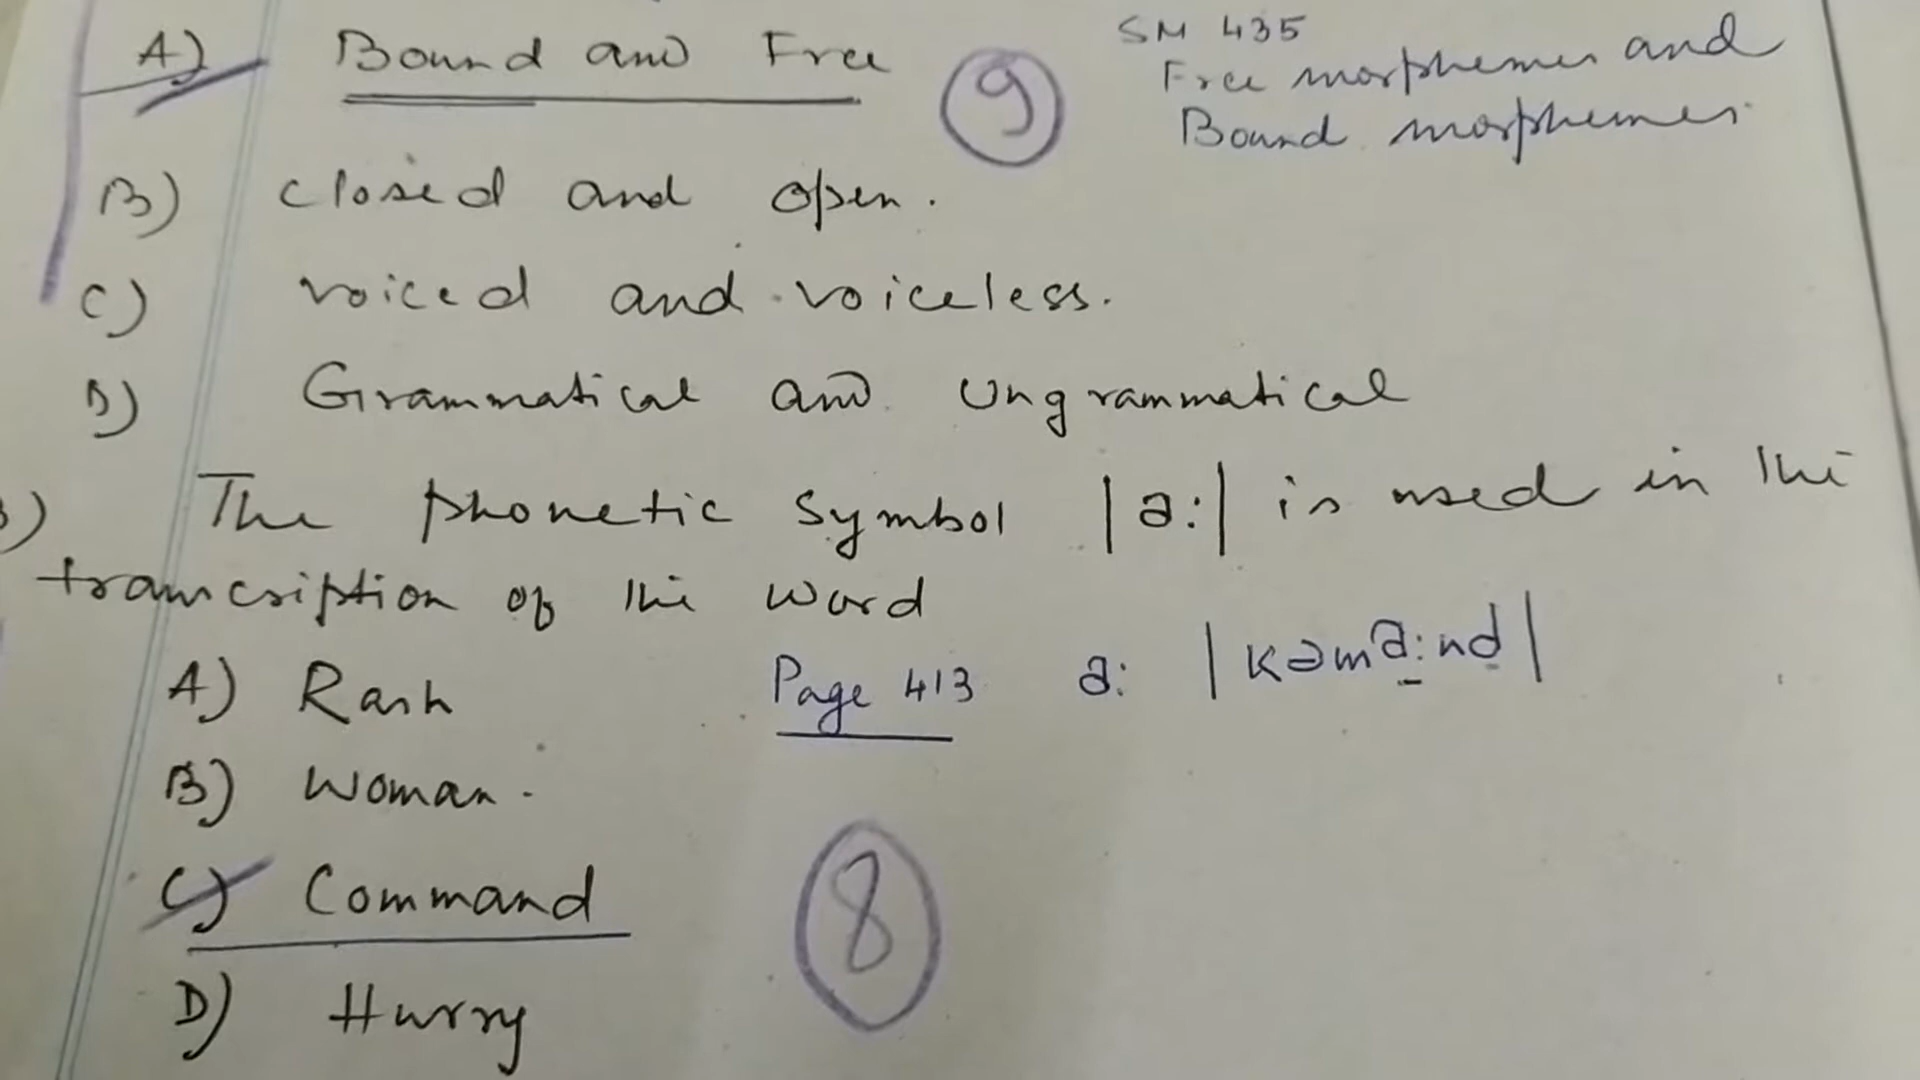 A) Bound and Free
9
SM 435
Free morphemes and
Bound morphemes.
B) closed and open.
C) voiced and voiceless.
D) Grammatical and Ungrammatical
) The phonetic symbol |a:| is used in the
transcription of the word
A) Rash
Page 413 a: |kəma:nd|
B) Woman.
C) Command
8
D) Hurry